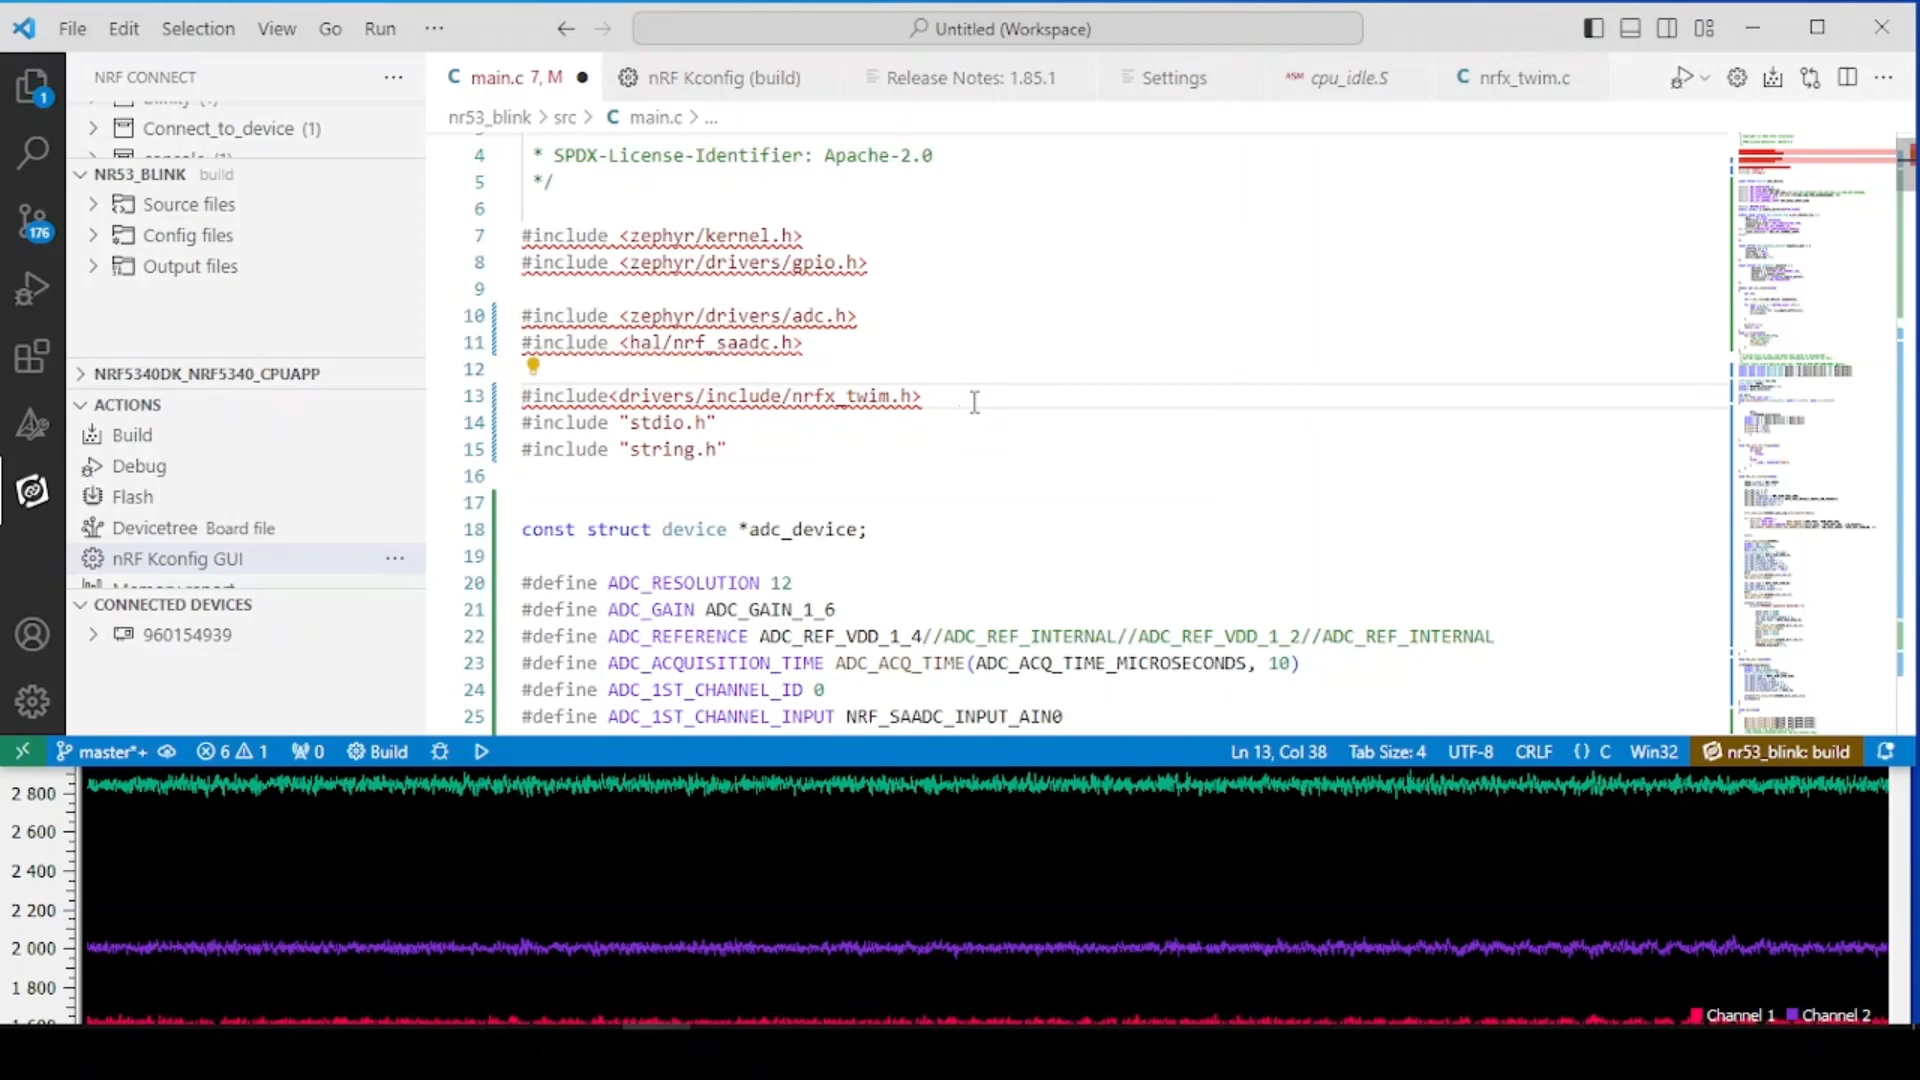 File Edit Selection View Go Run ···
Untitled (Workspace)
NRF CONNECT ···
Connect_to_device (1)
NR53_BLINK build
Source files
Config files
Output files
NRF5340DK_NRF5340_CPUAPP
ACTIONS
Build
Debug
Flash
Devicetree Board file
nRF Kconfig GUI ···
CONNECTED DEVICES
960154939
1
176
C main.c 7, M ●
nRF Kconfig (build)
Release Notes: 1.85.1
Settings
ASM cpu_idle.S
C nrfx_twim.c
nr53_blink > src > C main.c > ...
4 * SPDX-License-Identifier: Apache-2.0
5 */
6
7 #include <zephyr/kernel.h>
8 #include <zephyr/drivers/gpio.h>
9
10 #include <zephyr/drivers/adc.h>
11 #include <hal/nrf_saadc.h>
12
13 #include<drivers/include/nrfx_twim.h>
14 #include "stdio.h"
15 #include "string.h"
16
17
18 const struct device *adc_device;
19
20 #define ADC_RESOLUTION 12
21 #define ADC_GAIN ADC_GAIN_1_6
22 #define ADC_REFERENCE ADC_REF_VDD_1_4//ADC_REF_INTERNAL//ADC_REF_VDD_1_2//ADC_REF_INTERNAL
23 #define ADC_ACQUISITION_TIME ADC_ACQ_TIME(ADC_ACQ_TIME_MICROSECONDS, 10)
24 #define ADC_1ST_CHANNEL_ID 0
25 #define ADC_1ST_CHANNEL_INPUT NRF_SAADC_INPUT_AIN0
master*+ 6 1 0 Build Ln 13, Col 38 Tab Size: 4 UTF-8 CRLF {} C Win32 nr53_blink: build
2 800
2 600
2 400
2 200
2 000
1 800
Channel 1 Channel 2